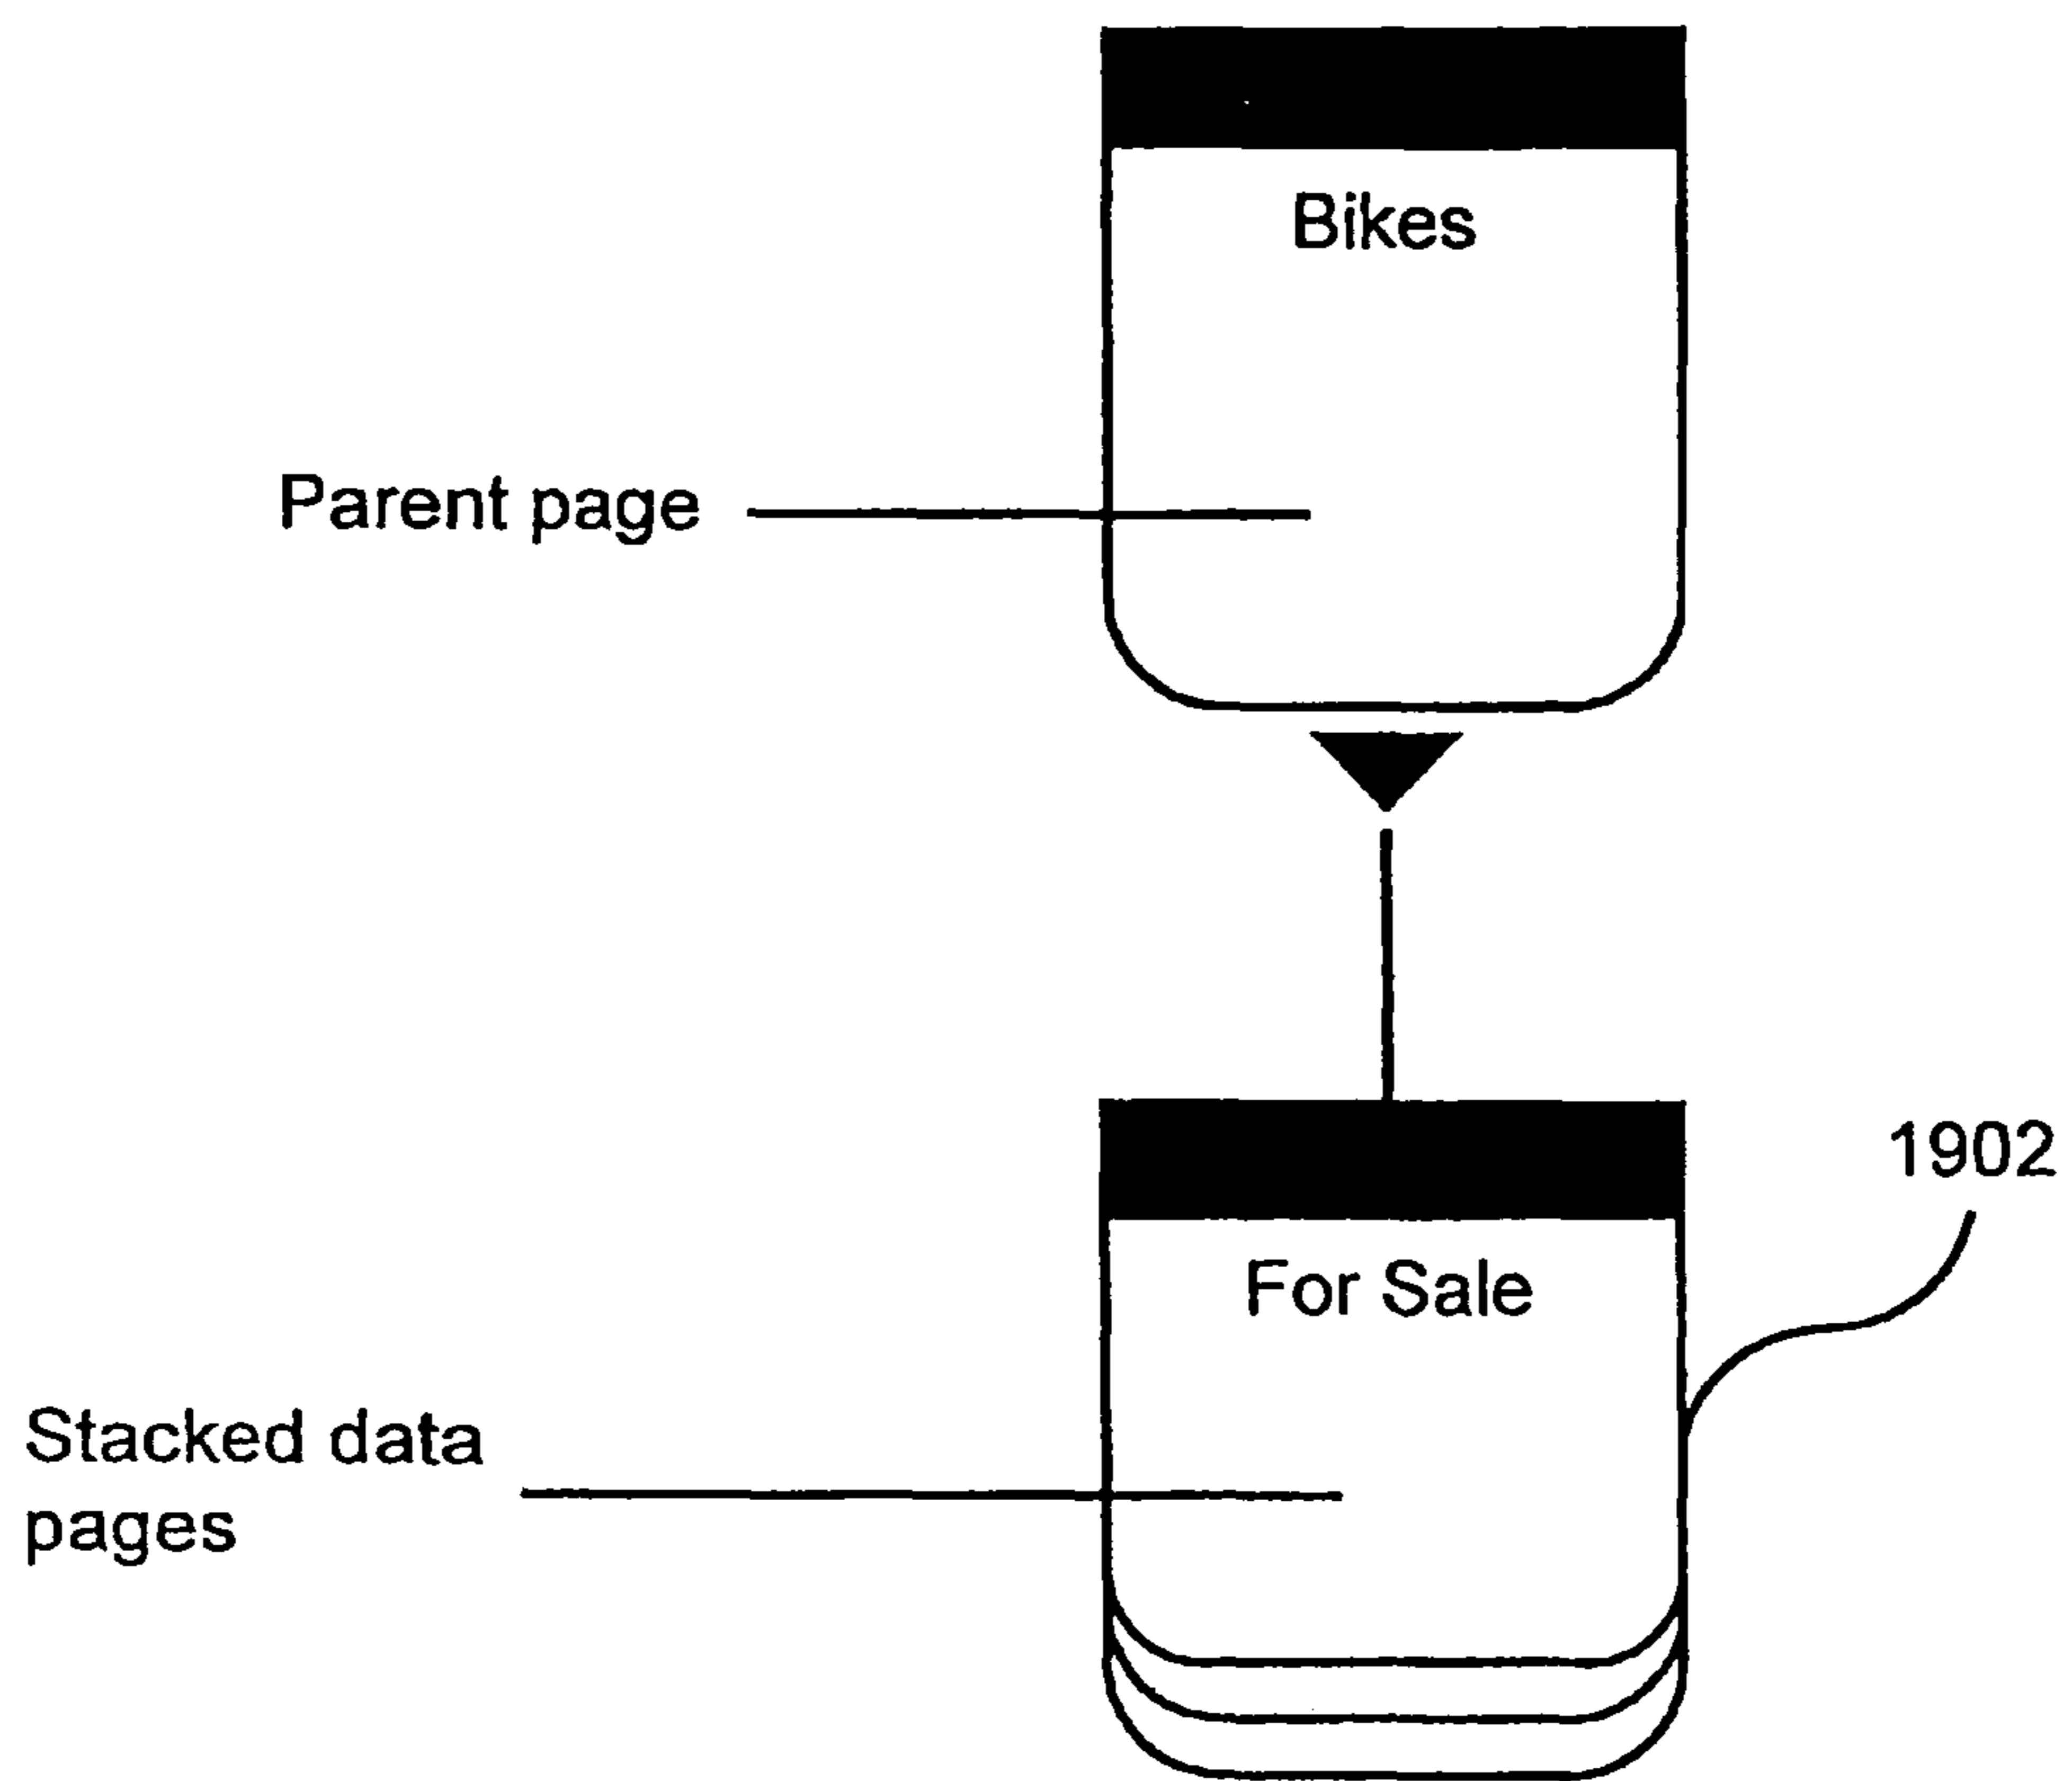 Bikes
Parent page
1902
For Sale
Stacked data
pages